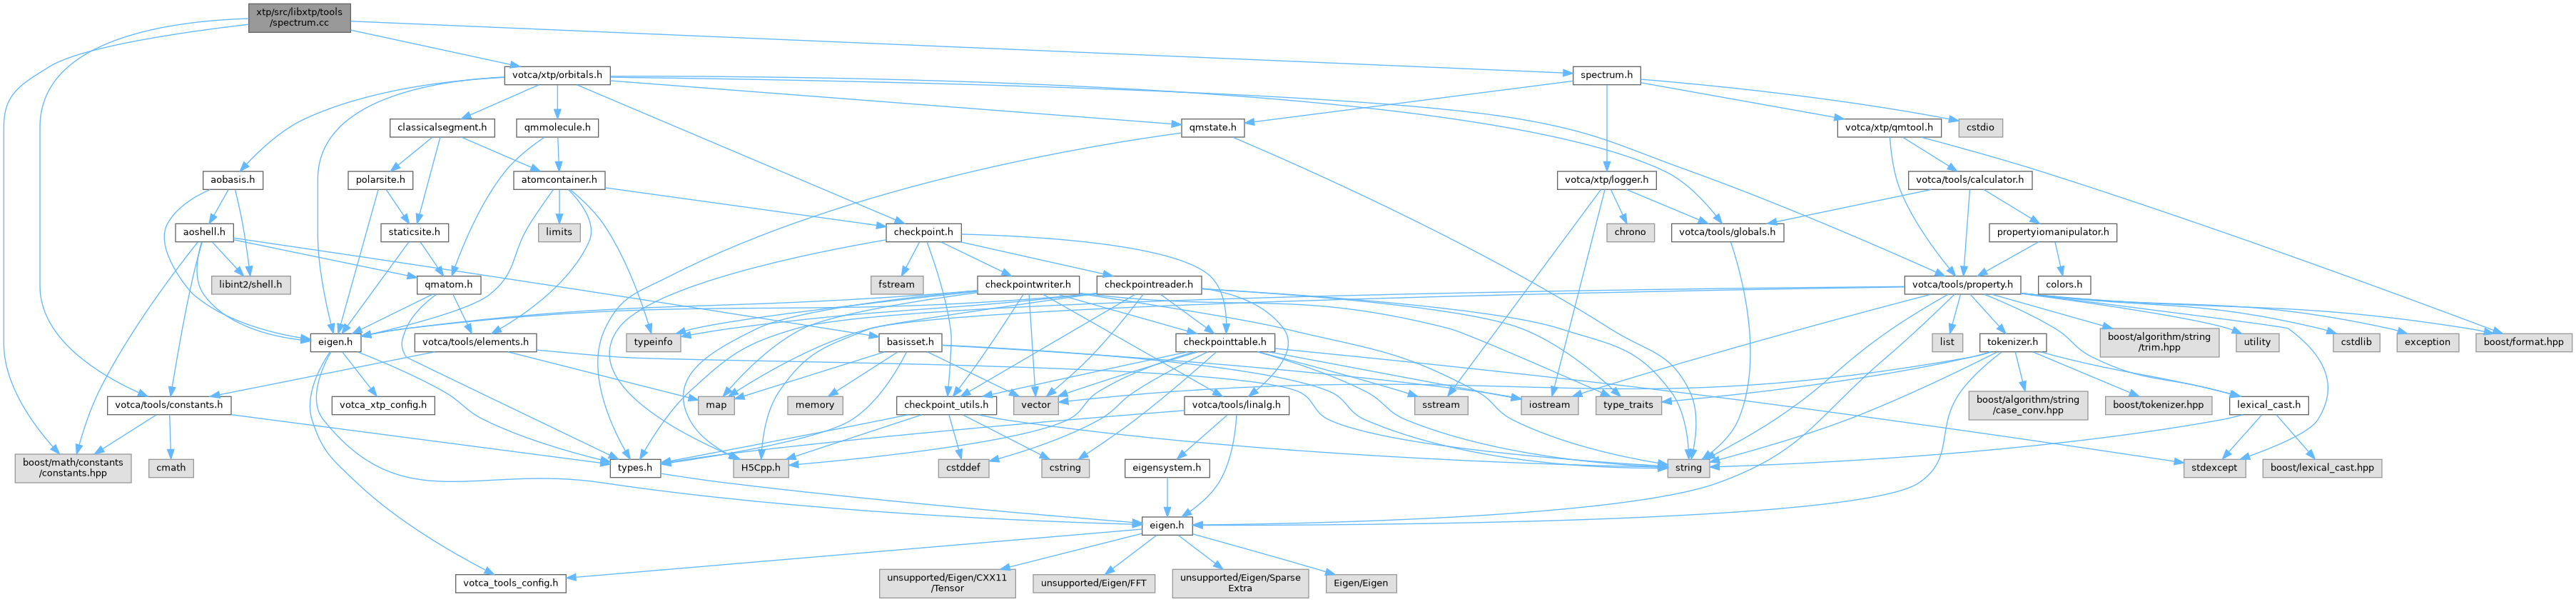 xtp/src/libxtp/tools
/spectrum.cc
votca/xtp/orbitals.h
spectrum.h
classicalsegment.h
qmmolecule.h
qmstate.h
votca/xtp/qmtool.h
cstdio
aobasis.h
polarsite.h
atomcontainer.h
votca/xtp/logger.h
votca/tools/calculator.h
aoshell.h
staticsite.h
limits
checkpoint.h
chrono
votca/tools/globals.h
propertyiomanipulator.h
libint2/shell.h
qmatom.h
fstream
checkpointwriter.h
checkpointreader.h
votca/tools/property.h
colors.h
eigen.h
votca/tools/elements.h
typeinfo
basisset.h
checkpointtable.h
list
tokenizer.h
boost/algorithm/string
/trim.hpp
utility
cstdlib
exception
boost/format.hpp
votca/tools/constants.h
votca_xtp_config.h
map
memory
checkpoint_utils.h
vector
votca/tools/linalg.h
sstream
iostream
type_traits
boost/algorithm/string
/case_conv.hpp
boost/tokenizer.hpp
lexical_cast.h
boost/math/constants
/constants.hpp
cmath
types.h
H5Cpp.h
cstddef
cstring
eigensystem.h
string
stdexcept
boost/lexical_cast.hpp
eigen.h
votca_tools_config.h
unsupported/Eigen/CXX11
/Tensor
unsupported/Eigen/FFT
unsupported/Eigen/Sparse
Extra
Eigen/Eigen